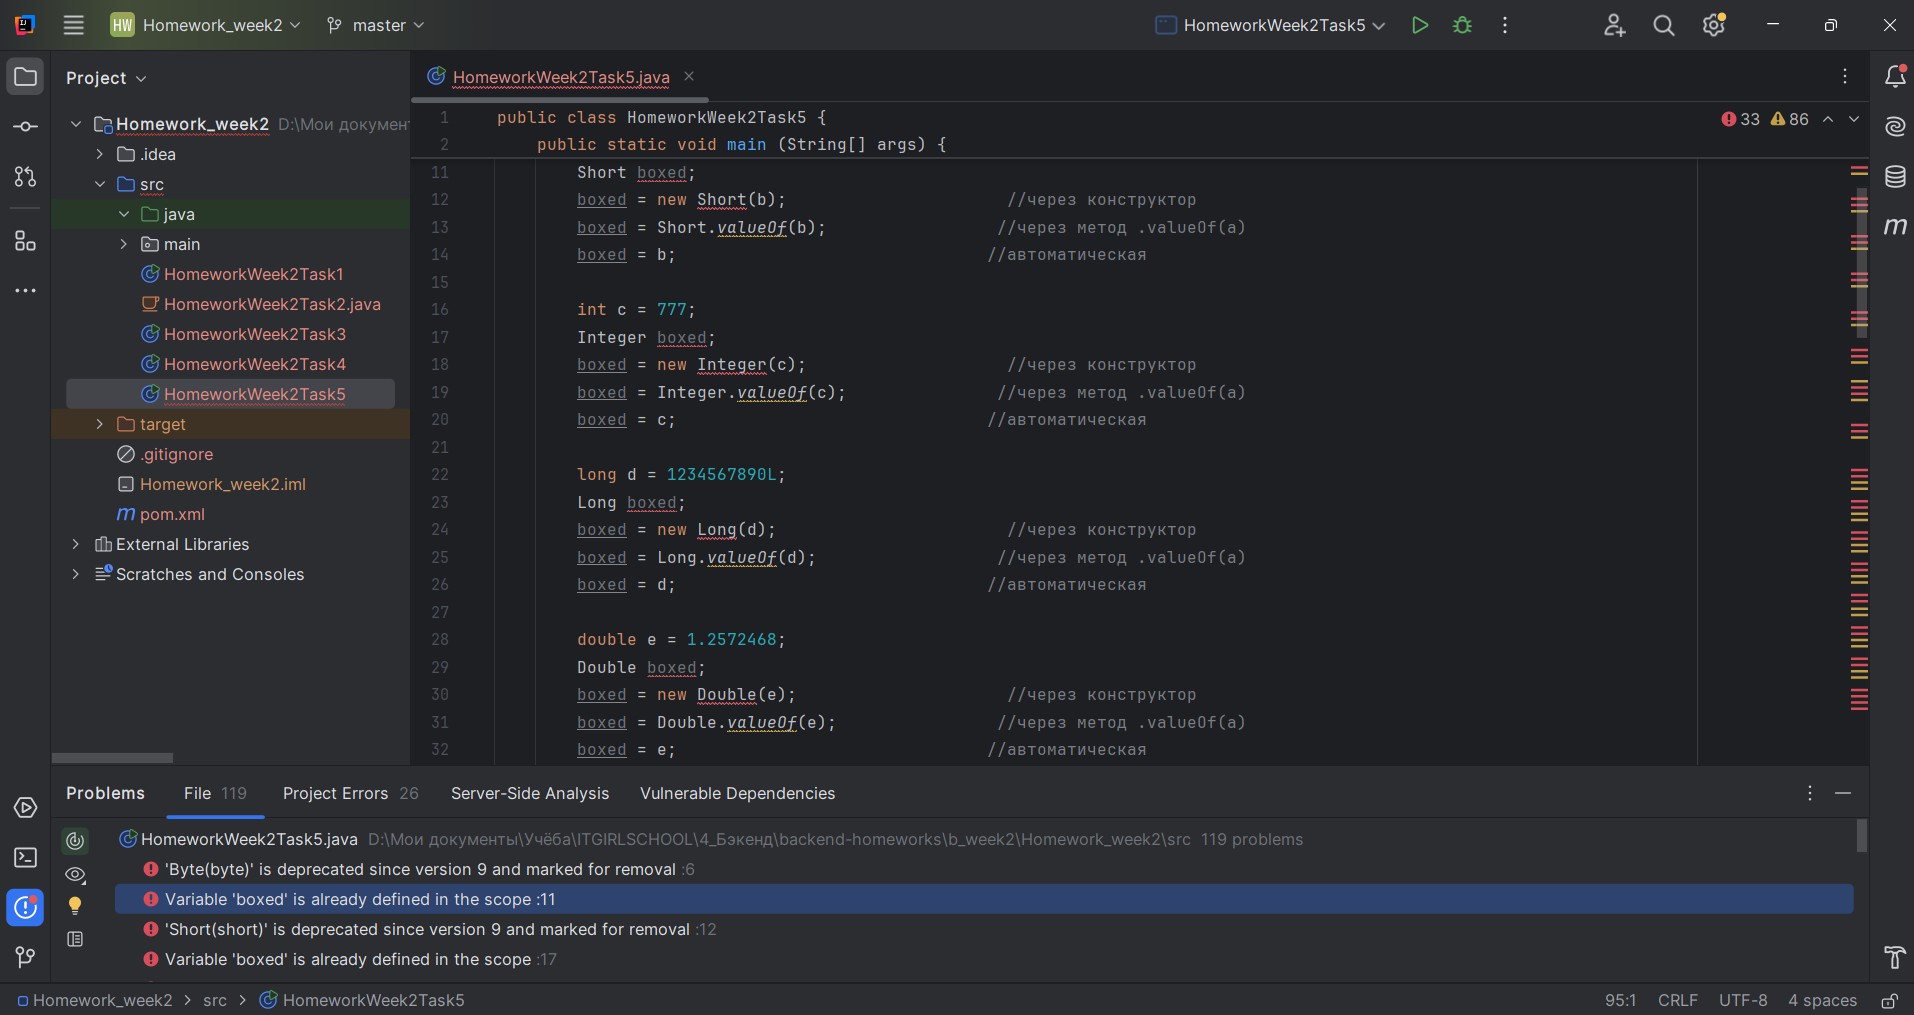 HW Homework_week2 master HomeworkWeek2Task5
Project
Homework_week2 D:\Мои докумен
.idea
src
java
main
HomeworkWeek2Task1
HomeworkWeek2Task2.java
HomeworkWeek2Task3
HomeworkWeek2Task4
HomeworkWeek2Task5
target
.gitignore
Homework_week2.iml
m pom.xml
External Libraries
Scratches and Consoles
HomeworkWeek2Task5.java
33 86
1 public class HomeworkWeek2Task5 {
2 public static void main (String[] args) {
11 Short boxed;
12 boxed = new Short(b); //через конструктор
13 boxed = Short.valueOf(b); //через метод .valueOf(a)
14 boxed = b; //автоматическая
15
16 int c = 777;
17 Integer boxed;
18 boxed = new Integer(c); //через конструктор
19 boxed = Integer.valueOf(c); //через метод .valueOf(a)
20 boxed = c; //автоматическая
21
22 long d = 1234567890L;
23 Long boxed;
24 boxed = new Long(d); //через конструктор
25 boxed = Long.valueOf(d); //через метод .valueOf(a)
26 boxed = d; //автоматическая
27
28 double e = 1.2572468;
29 Double boxed;
30 boxed = new Double(e); //через конструктор
31 boxed = Double.valueOf(e); //через метод .valueOf(a)
32 boxed = e; //автоматическая
m
Problems File 119 Project Errors 26 Server-Side Analysis Vulnerable Dependencies
HomeworkWeek2Task5.java D:\Мои документы\Учёба\ITGIRLSCHOOL\4_Бэкенд\backend-homeworks\b_week2\Homework_week2\src 119 problems
'Byte(byte)' is deprecated since version 9 and marked for removal :6
Variable 'boxed' is already defined in the scope :11
'Short(short)' is deprecated since version 9 and marked for removal :12
Variable 'boxed' is already defined in the scope :17
Homework_week2 > src > HomeworkWeek2Task5 95:1 CRLF UTF-8 4 spaces